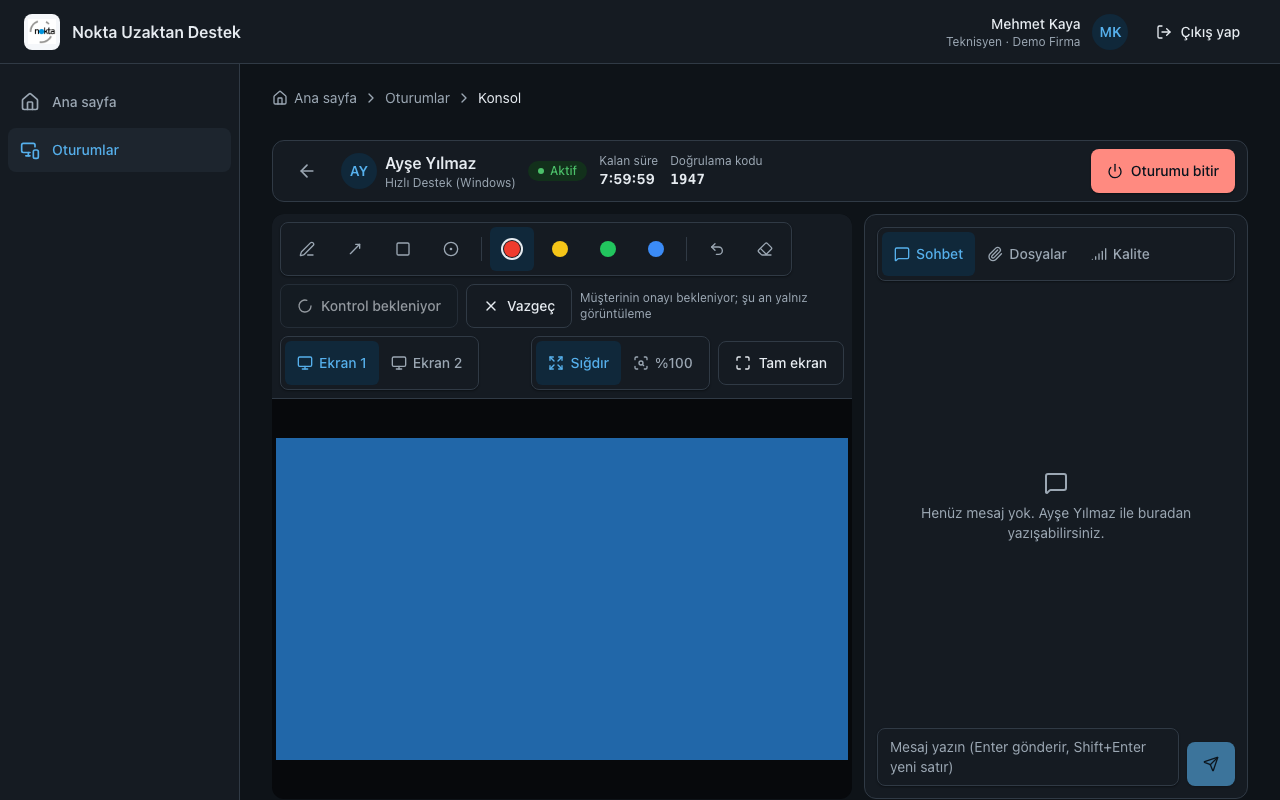 nokta
Nokta Uzaktan Destek
Mehmet Kaya
Teknisyen · Demo Firma
MK
Çıkış yap
Ana sayfa
Oturumlar
Ana sayfa
Oturumlar
Konsol
AY
Ayşe Yılmaz
Hızlı Destek (Windows)
Aktif
Kalan süre
7:59:59
Doğrulama kodu
1947
Oturumu bitir
Kontrol bekleniyor
Vazgeç
Müşterinin onayı bekleniyor; şu an yalnız
görüntüleme
Ekran 1
Ekran 2
Sığdır
%100
Tam ekran
Sohbet
Dosyalar
Kalite
Henüz mesaj yok. Ayşe Yılmaz ile buradan
yazışabilirsiniz.
Mesaj yazın (Enter gönderir, Shift+Enter
yeni satır)